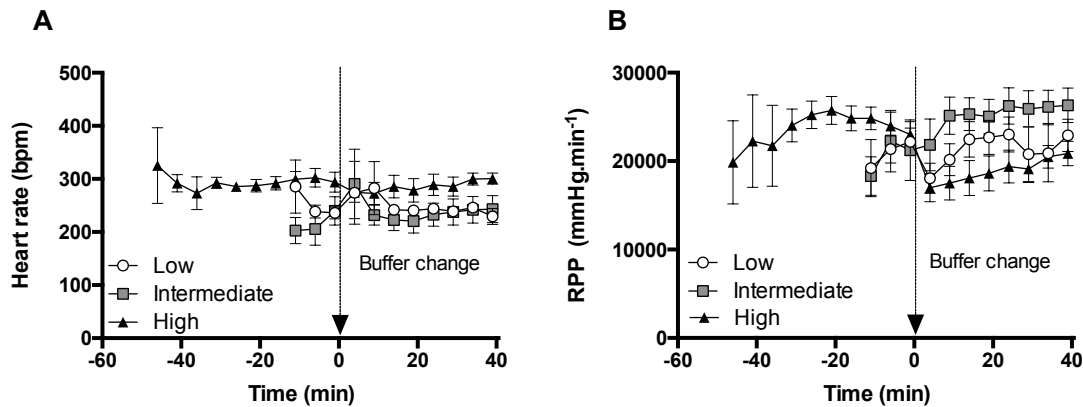 A
Heart rate (bpm)
500
400
300
200
100
0
Low
Intermediate
High
Buffer change
-60
-40
-20
0
20
40
Time (min)
B
RPP (mmHg.min-1)
30000
20000
10000
0
Low
Intermediate
High
Buffer change
-60
-40
-20
0
20
40
Time (min)